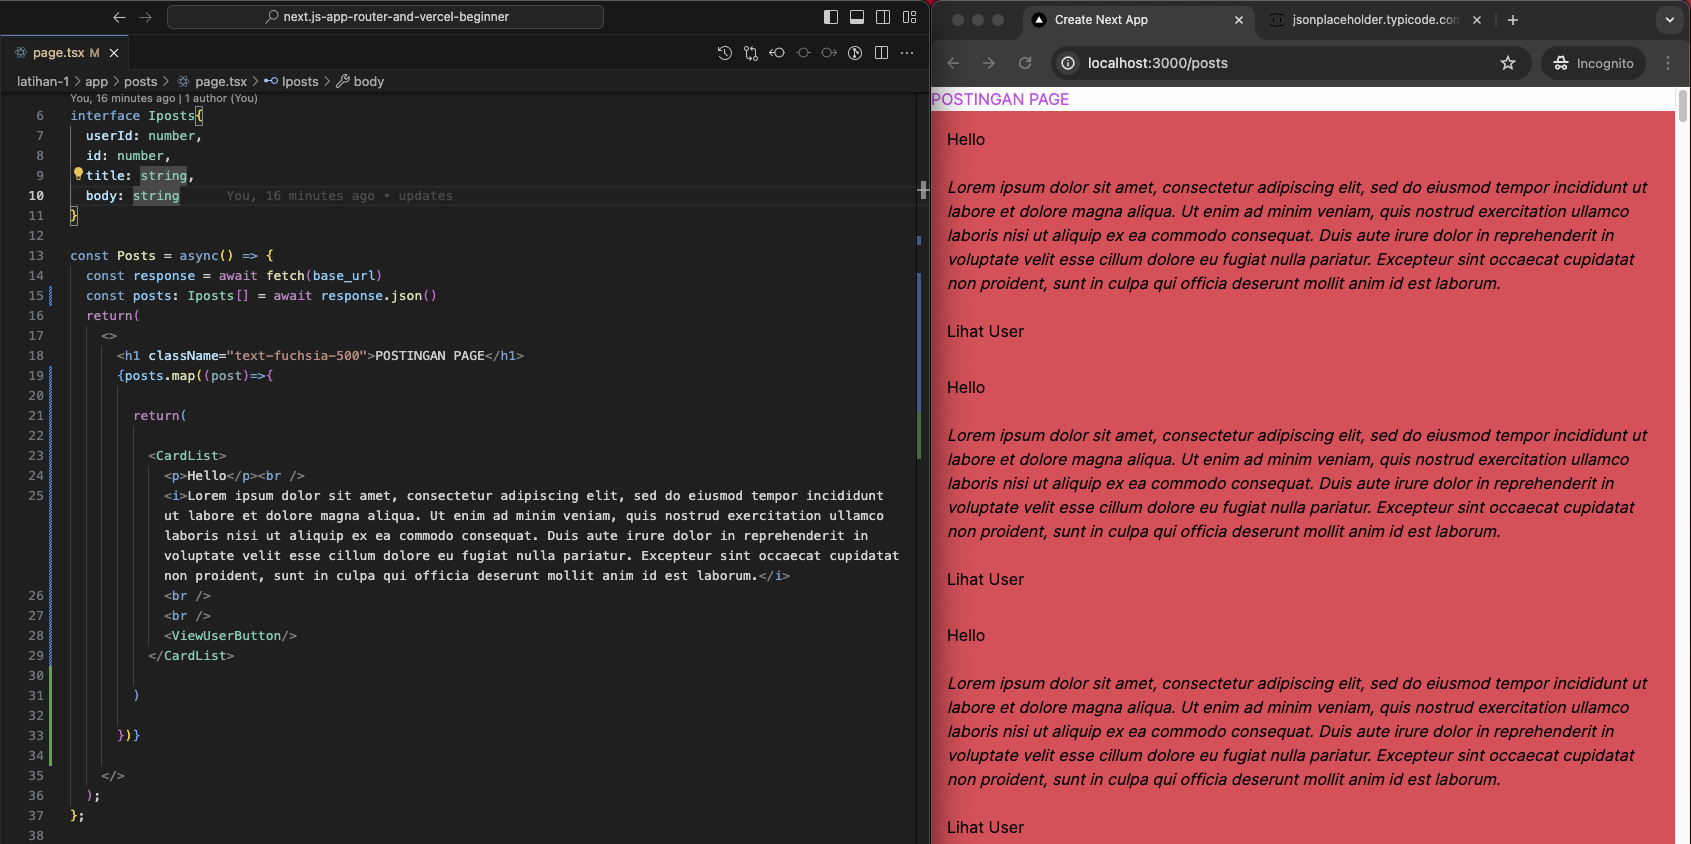 next.js-app-router-and-vercel-beginner
page.tsx M
latihan-1 > app > posts > page.tsx > Iposts > body
You, 16 minutes ago | 1 author (You)
6 interface Iposts{
7 userId: number,
8 id: number,
9 title: string,
10 body: string You, 16 minutes ago • updates
11 }
12
13 const Posts = async() => {
14 const response = await fetch(base_url)
15 const posts: Iposts[] = await response.json()
16 return(
17 <>
18 <h1 className="text-fuchsia-500">POSTINGAN PAGE</h1>
19 {posts.map((post)=>{
20
21 return(
22
23 <CardList>
24 <p>Hello</p><br />
25 <i>Lorem ipsum dolor sit amet, consectetur adipiscing elit, sed do eiusmod tempor incididunt
ut labore et dolore magna aliqua. Ut enim ad minim veniam, quis nostrud exercitation ullamco
laboris nisi ut aliquip ex ea commodo consequat. Duis aute irure dolor in reprehenderit in
voluptate velit esse cillum dolore eu fugiat nulla pariatur. Excepteur sint occaecat cupidatat
non proident, sunt in culpa qui officia deserunt mollit anim id est laborum.</i>
26 <br />
27 <br />
28 <ViewUserButton/>
29 </CardList>
30
31 )
32
33 })}
34
35 </>
36 );
37 };
38
Create Next App
jsonplaceholder.typicode.com
localhost:3000/posts
Incognito
POSTINGAN PAGE
Hello
Lorem ipsum dolor sit amet, consectetur adipiscing elit, sed do eiusmod tempor incididunt ut
labore et dolore magna aliqua. Ut enim ad minim veniam, quis nostrud exercitation ullamco
laboris nisi ut aliquip ex ea commodo consequat. Duis aute irure dolor in reprehenderit in
voluptate velit esse cillum dolore eu fugiat nulla pariatur. Excepteur sint occaecat cupidatat
non proident, sunt in culpa qui officia deserunt mollit anim id est laborum.
Lihat User
Hello
Lorem ipsum dolor sit amet, consectetur adipiscing elit, sed do eiusmod tempor incididunt ut
labore et dolore magna aliqua. Ut enim ad minim veniam, quis nostrud exercitation ullamco
laboris nisi ut aliquip ex ea commodo consequat. Duis aute irure dolor in reprehenderit in
voluptate velit esse cillum dolore eu fugiat nulla pariatur. Excepteur sint occaecat cupidatat
non proident, sunt in culpa qui officia deserunt mollit anim id est laborum.
Lihat User
Hello
Lorem ipsum dolor sit amet, consectetur adipiscing elit, sed do eiusmod tempor incididunt ut
labore et dolore magna aliqua. Ut enim ad minim veniam, quis nostrud exercitation ullamco
laboris nisi ut aliquip ex ea commodo consequat. Duis aute irure dolor in reprehenderit in
voluptate velit esse cillum dolore eu fugiat nulla pariatur. Excepteur sint occaecat cupidatat
non proident, sunt in culpa qui officia deserunt mollit anim id est laborum.
Lihat User